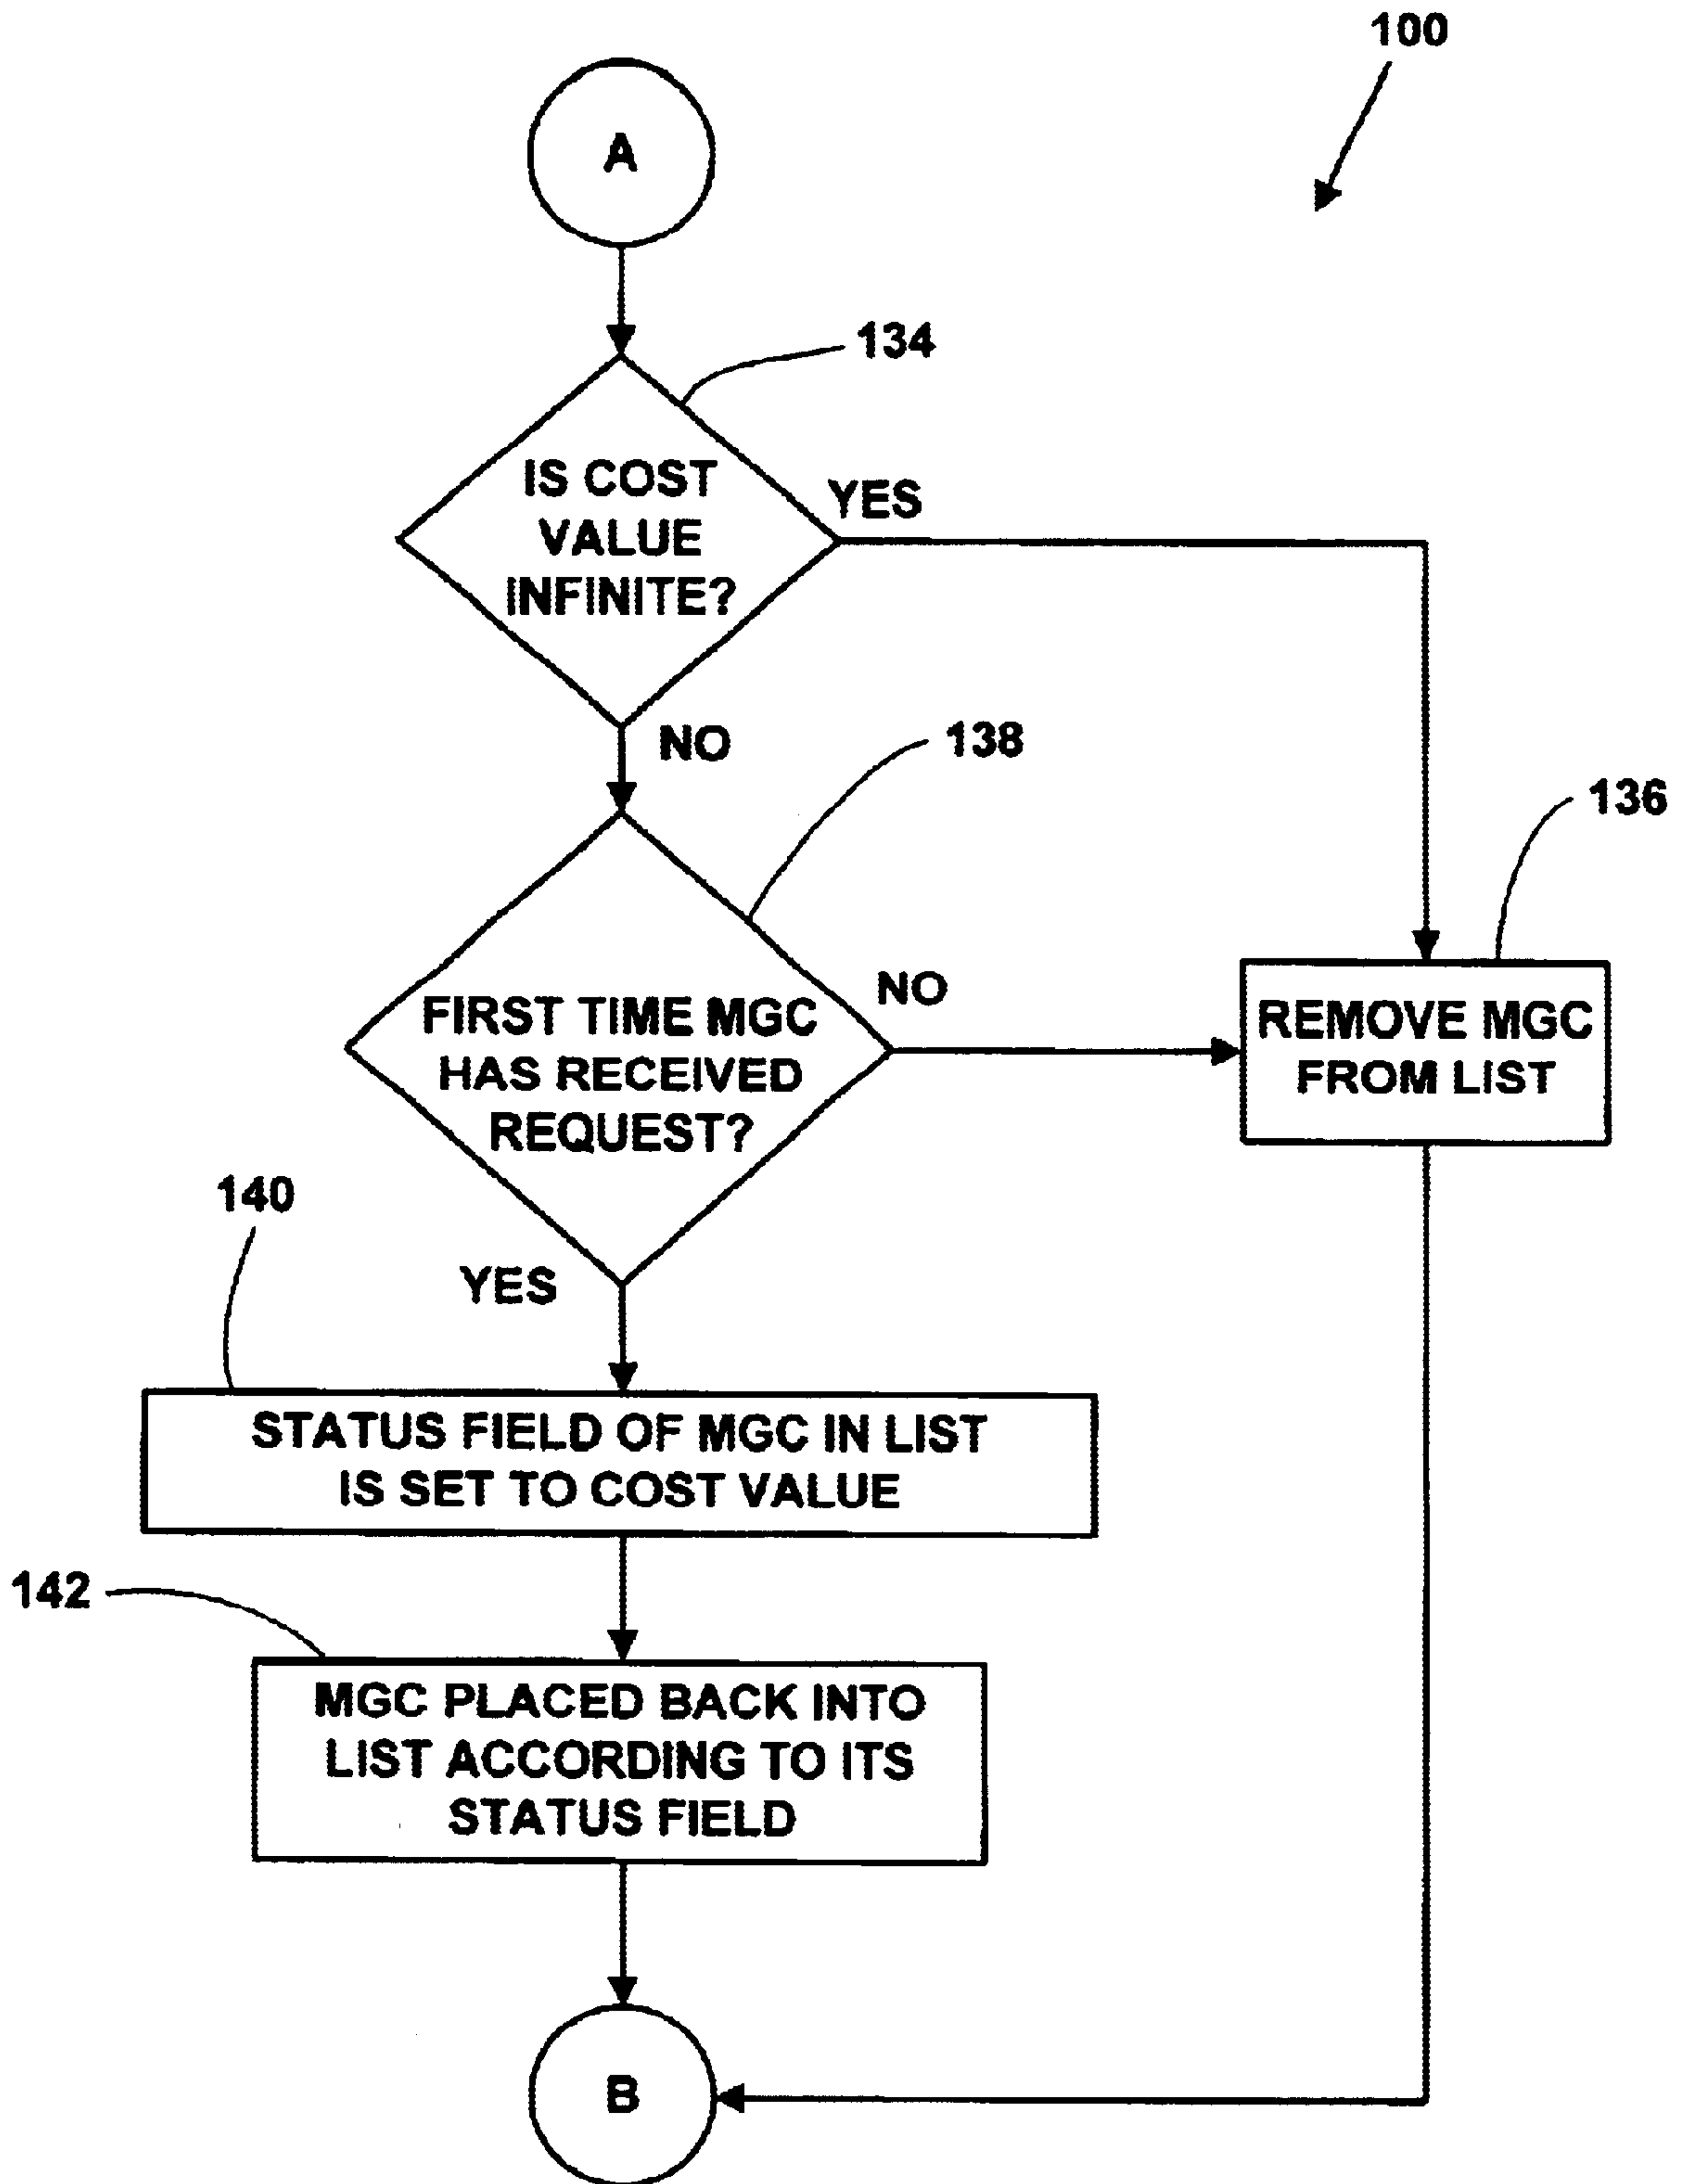 100
A
134
IS COST
VALUE
INFINITE?
YES
NO
138
136
FIRST TIME MGC
HAS RECEIVED
REQUEST?
NO
REMOVE MGC
FROM LIST
140
YES
STATUS FIELD OF MGC IN LIST
IS SET TO COST VALUE
142
MGC PLACED BACK INTO
LIST ACCORDING TO ITS
STATUS FIELD
B